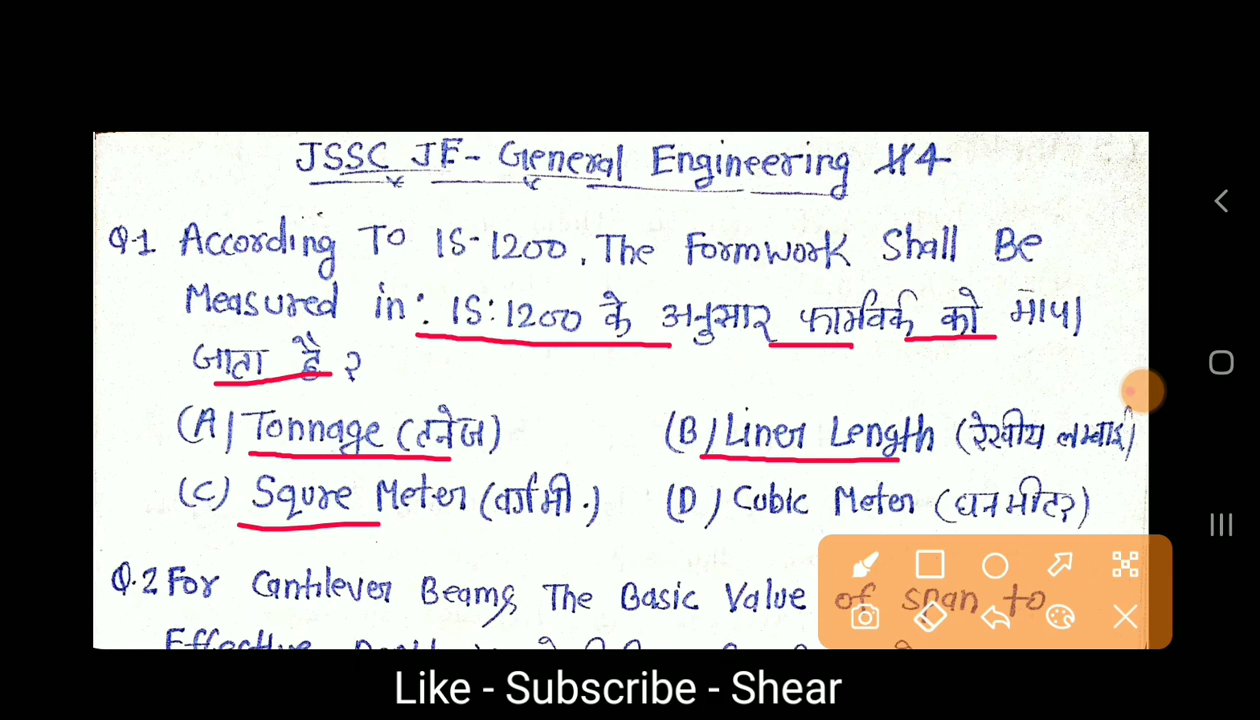 JSSC JE- General Engineering #4
Q.1 According To IS-1200, The Formwork Shall Be
Measured in: IS:1200 के अनुसार फार्मवर्क को मापा
जाता है ?
(A) Tonnage (टनेज) (B) Liner Length (रेखीय लम्बाई)
(C) Squre Meter (वर्ग मी.) (D) Cubic Meter (घन मीटर)
Q.2 For Cantilever Beams, The Basic Value of span to
Effective
Like - Subscribe - Shear